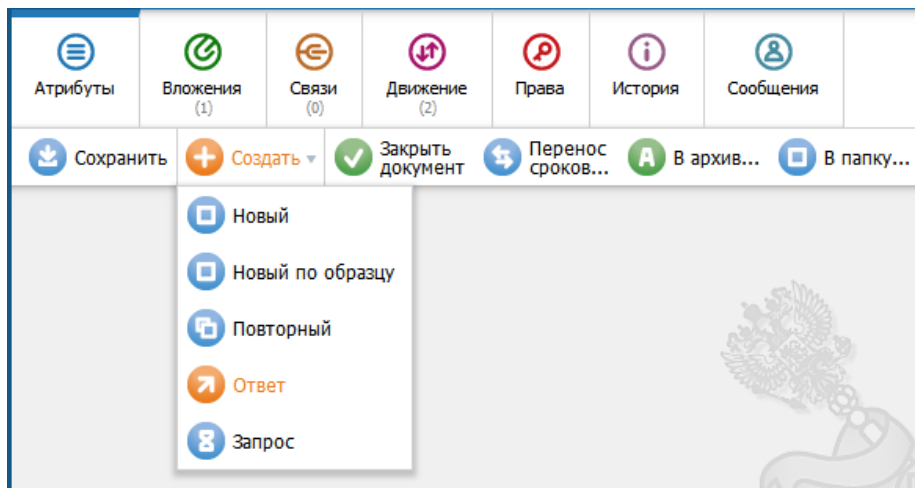 Атрибуты Вложения Связи Движение Права История Сообщения
(1) (0) (2)
Сохранить Создать Закрыть документ Перенос сроков... В архив... В папку...
Новый
Новый по образцу
Повторный
Ответ
Запрос